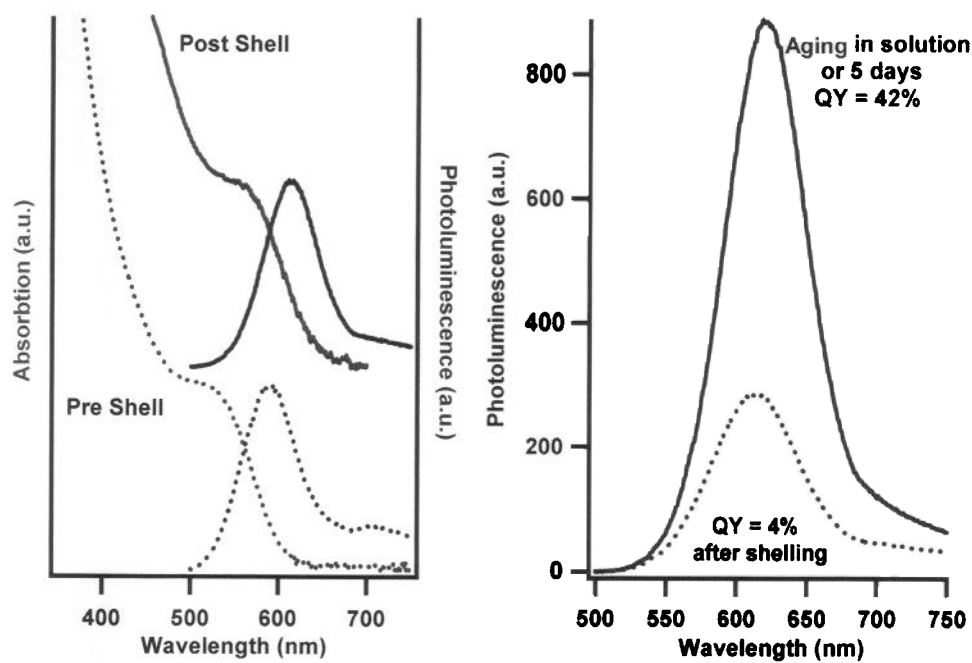 Post Shell
Pre Shell
Absorbtion (a.u.)
Photoluminescence (a.u.)
400
500
600
700
Wavelength (nm)
Aging in solution
or 5 days
QY = 42%
QY = 4%
after shelling
Photoluminescence (a.u.)
800
600
400
200
0
500
550
600
650
700
750
Wavelength (nm)